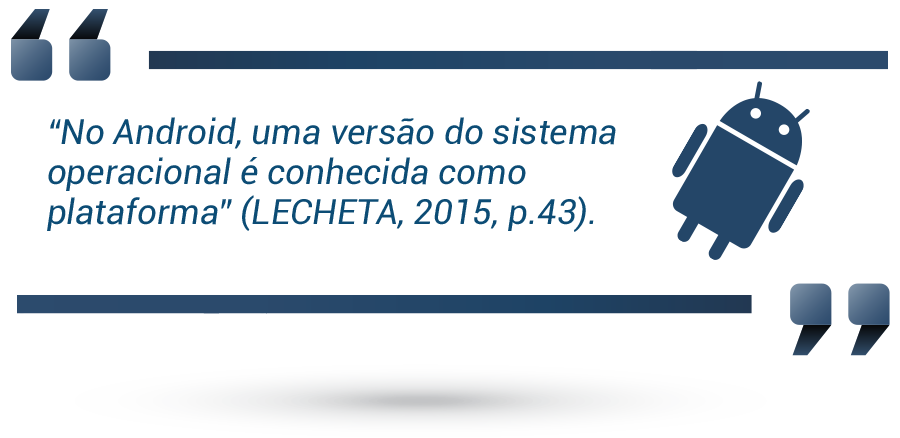 “No Android, uma versão do sistema
operacional é conhecida como
plataforma” (LECHETA, 2015, p.43).